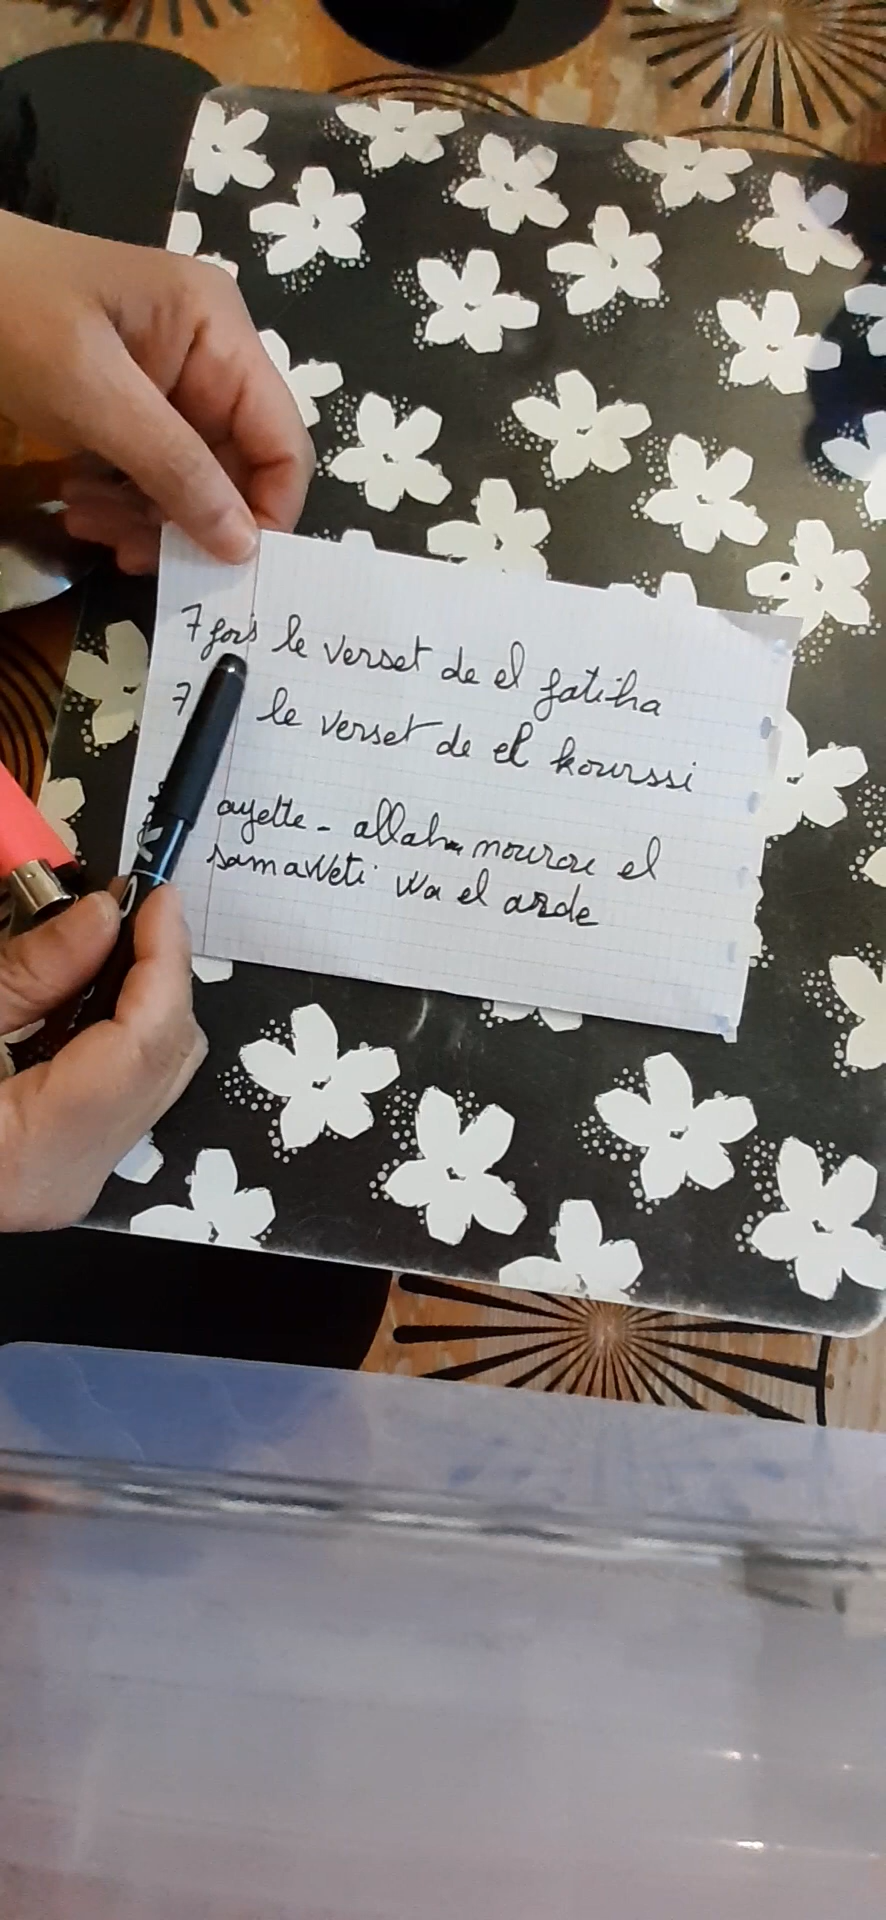 7 fois le verset de el fatiha
7 le verset de el kourssi
ayette - allah nourou el
samaweti wa el arde